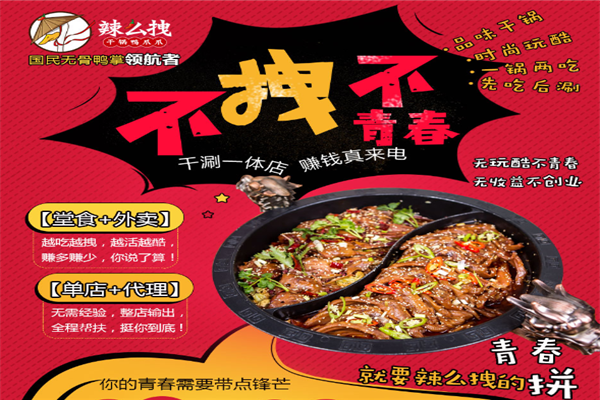 辣么拽
干锅鸭爪爪
国民无骨鸭掌领航者
不拽不青春
干涮一体店 赚钱真来电
·品味干锅
·时尚玩酷
·一锅两吃
·先吃后涮
无玩酷不青春
无收益不创业
【堂食+外卖】
越吃越拽，越活越酷，
赚多赚少，你说了算！
【单店+代理】
无需经验，整店输出，
全程帮扶，挺你到底！
青春
就要辣么拽的拼
你的青春需要带点锋芒